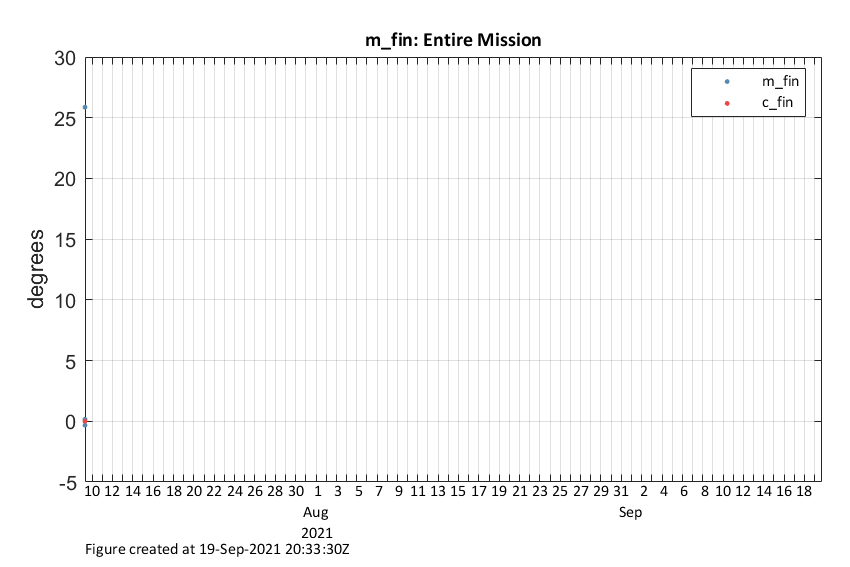 m_fin: Entire Mission
30
m_fin
c_fin
25
20
15
degrees
10
5
0
-5
10 12 14 16 18 20 22 24 26 28 30 1 3 5 7 9 11 13 15 17 19 21 23 25 27 29 31 2 4 6 8 10 12 14 16 18
Aug Sep
2021
Figure created at 19-Sep-2021 20:33:30Z